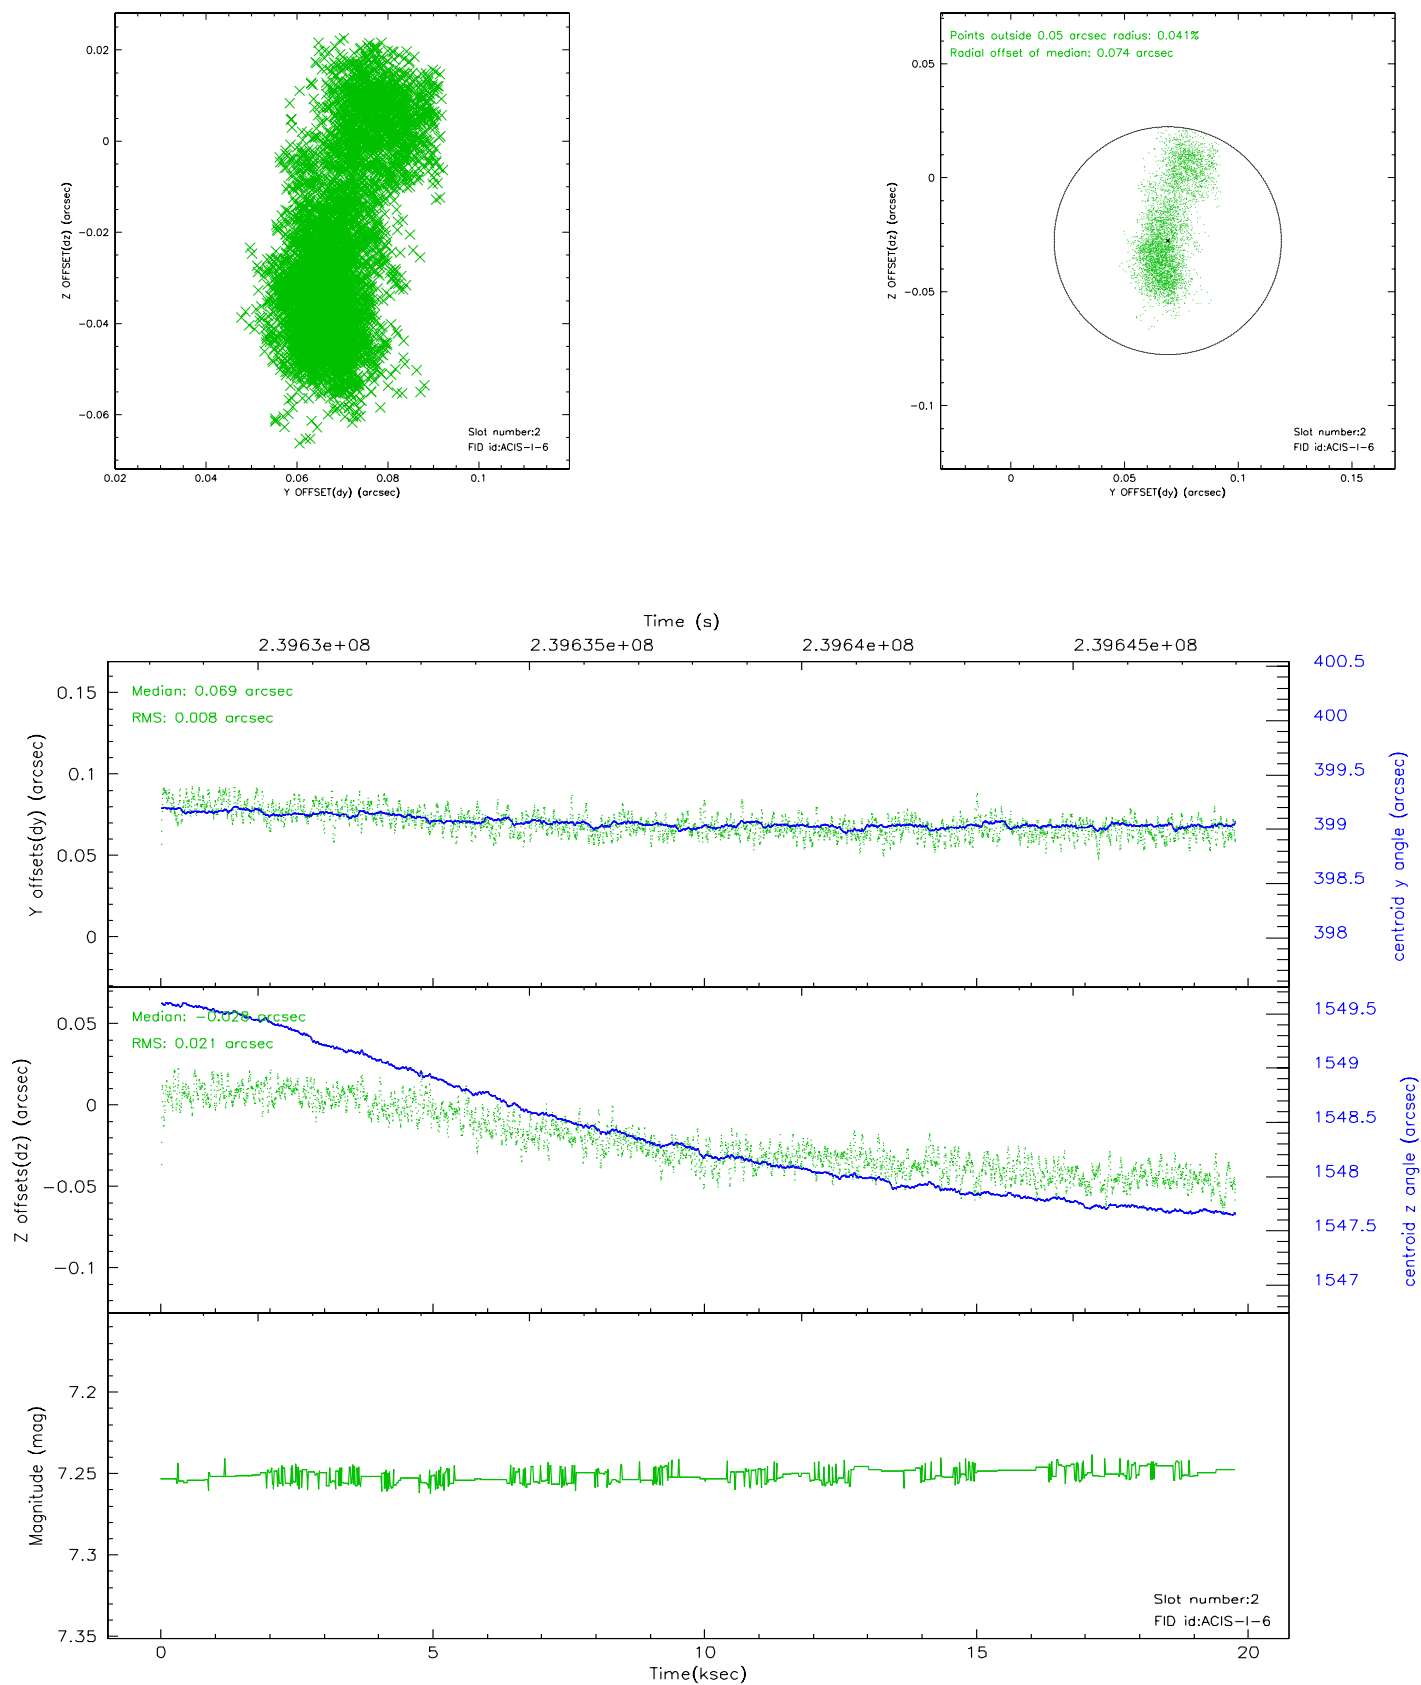 0.02
0
−0.02
−0.04
−0.06
Z OFFSET(dz) (arcsec)
Slot number:2
FID id:ACIS−I−6
0.02
0.04
0.06
0.08
0.1
Y OFFSET(dy) (arcsec)
Points outside 0.05 arcsec radius: 0.041%
Radial offset of median: 0.074 arcsec
0.05
0
−0.05
−0.1
Z OFFSET(dz) (arcsec)
Slot number:2
FID id:ACIS−I−6
0
0.05
0.1
0.15
Y OFFSET(dy) (arcsec)
Time (s)
2.3963e+08
2.39635e+08
2.3964e+08
2.39645e+08
Median: 0.069 arcsec
RMS: 0.008 arcsec
0.15
0.1
0.05
0
Y offsets(dy) (arcsec)
400.5
400
399.5
399
398.5
398
centroid y angle (arcsec)
Median: −0.028 arcsec
RMS: 0.021 arcsec
0.05
0
−0.05
−0.1
Z offsets(dz) (arcsec)
1549.5
1549
1548.5
1548
1547.5
1547
centroid z angle (arcsec)
7.2
7.25
7.3
7.35
Magnitude (mag)
Slot number:2
FID id:ACIS−I−6
0
5
10
15
20
Time(ksec)